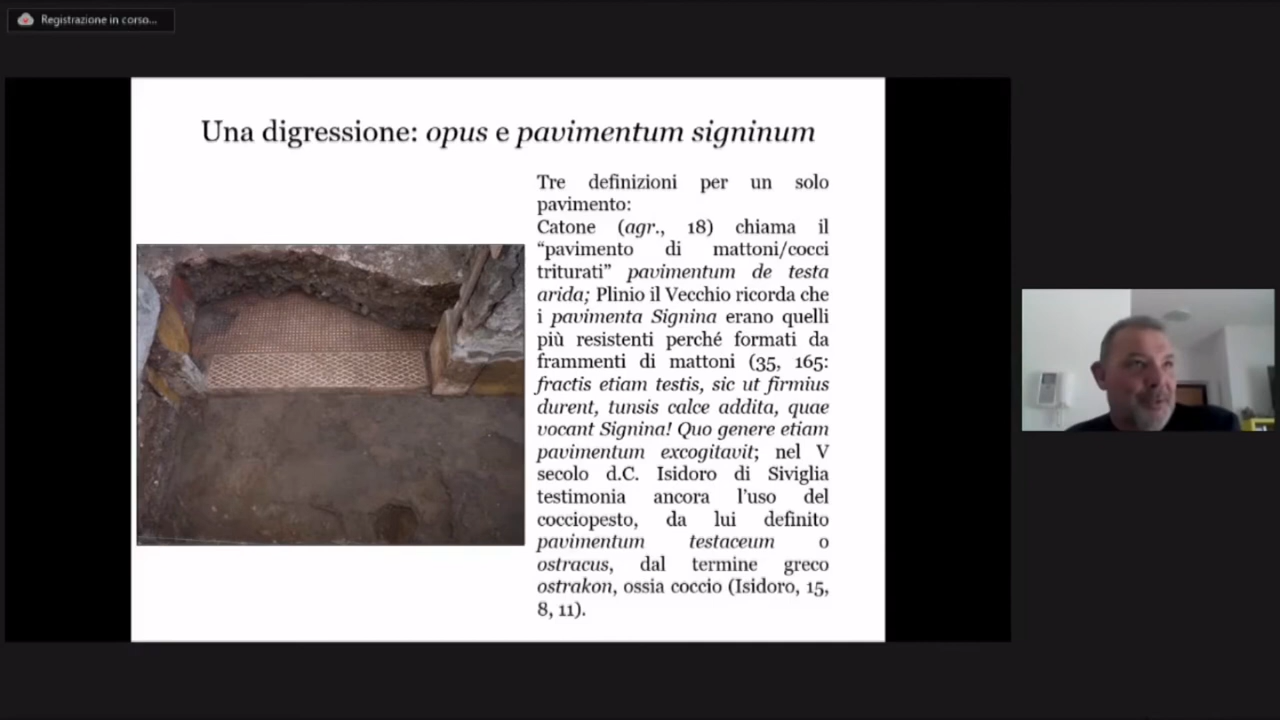 Registrazione in corso...
Una digressione: opus e pavimentum signinum
Tre definizioni per un solo
pavimento:
Catone (agr., 18) chiama il
“pavimento di mattoni/cocci
triturati” pavimentum de testa
arida; Plinio il Vecchio ricorda che
i pavimenta Signina erano quelli
più resistenti perché formati da
frammenti di mattoni (35, 165:
fractis etiam testis, sic ut firmius
durent, tunsis calce addita, quae
vocant Signina! Quo genere etiam
pavimentum excogitavit; nel V
secolo d.C. Isidoro di Siviglia
testimonia ancora l’uso del
cocciopesto, da lui definito
pavimentum testaceum o
ostracus, dal termine greco
ostrakon, ossia coccio (Isidoro, 15,
8, 11).